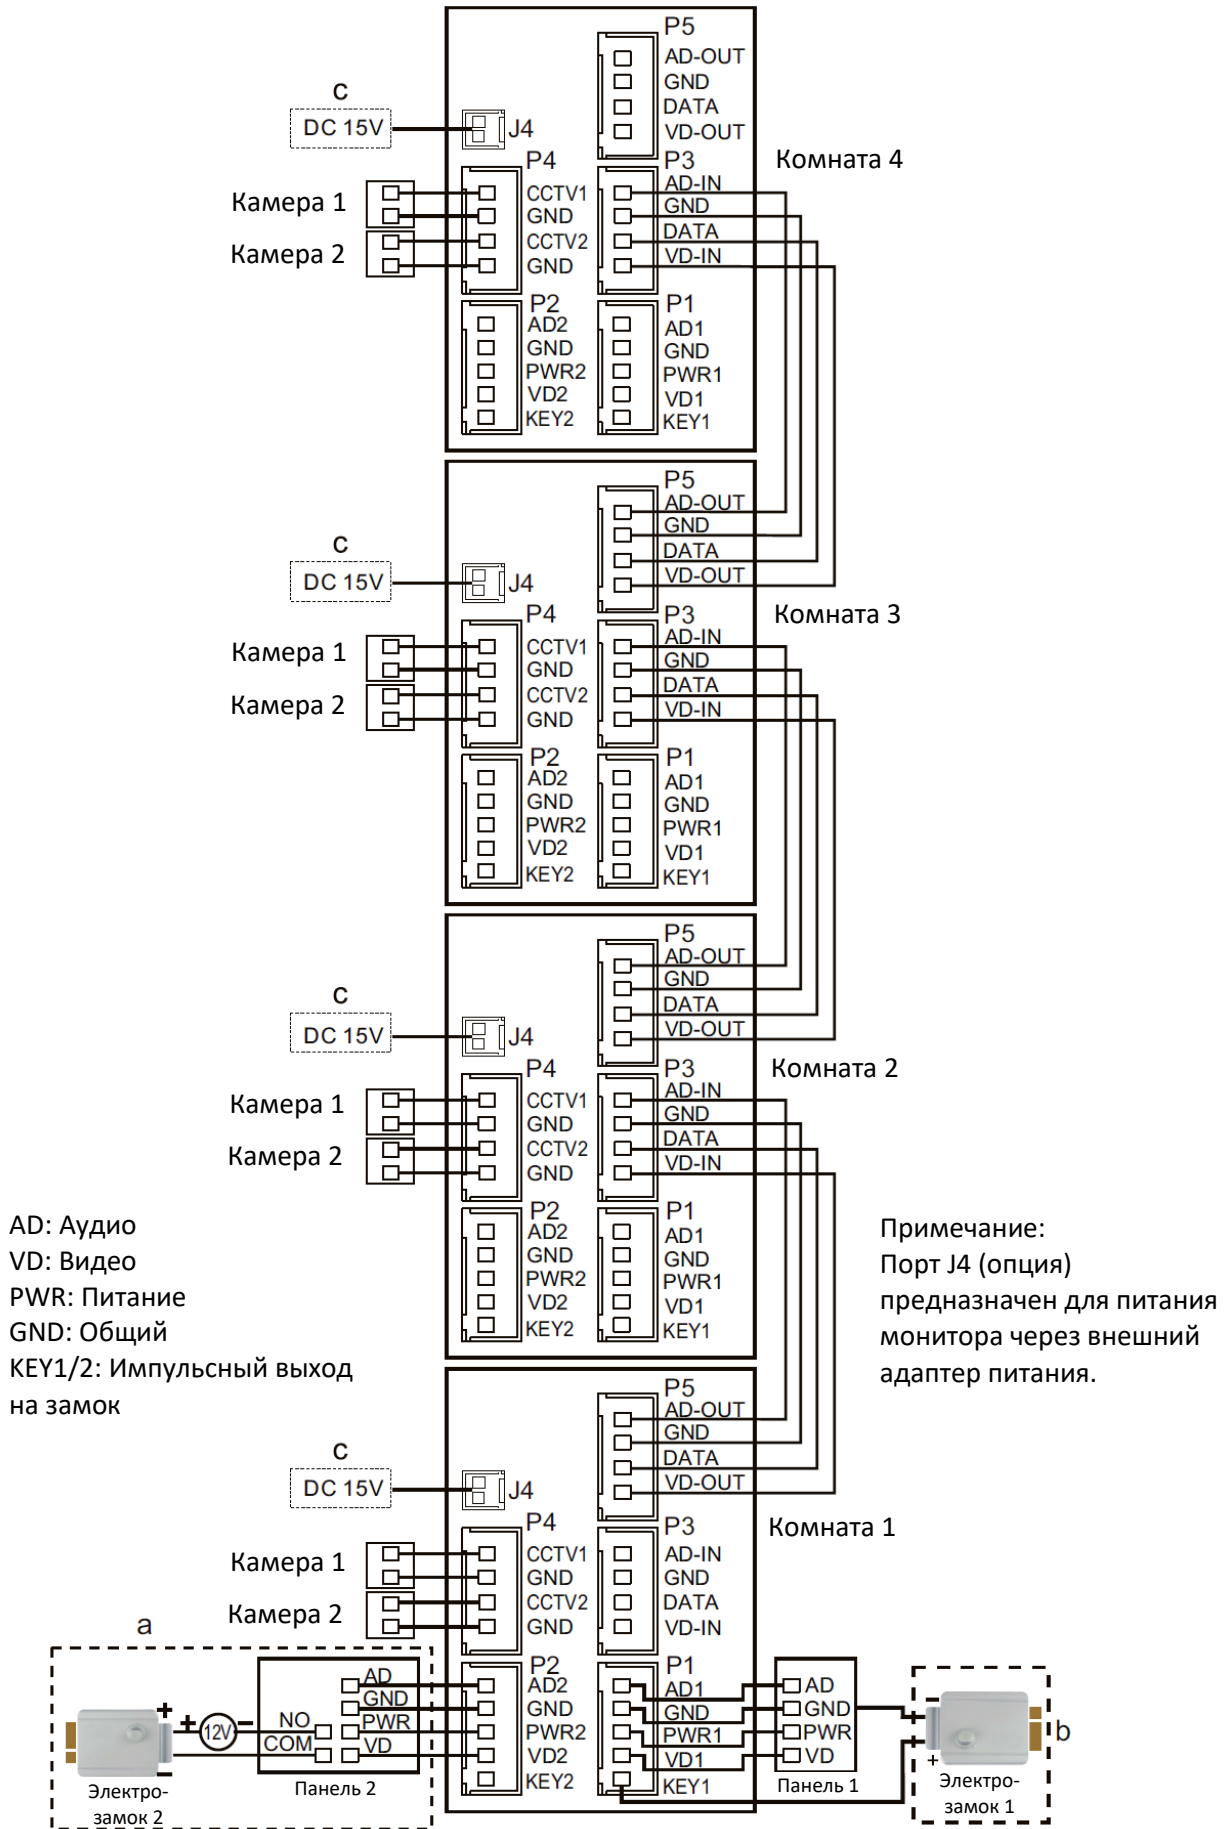 P5
AD-OUT
GND
DATA
VD-OUT
C
DC 15V
J4
Комната 4
P4
CCTV1
GND
CCTV2
GND
Камера 1
Камера 2
P3
AD-IN
GND
DATA
VD-IN
P2
AD2
GND
PWR2
VD2
KEY2
P1
AD1
GND
PWR1
VD1
KEY1
P5
AD-OUT
GND
DATA
VD-OUT
C
DC 15V
J4
Комната 3
P4
CCTV1
GND
CCTV2
GND
Камера 1
Камера 2
P3
AD-IN
GND
DATA
VD-IN
P2
AD2
GND
PWR2
VD2
KEY2
P1
AD1
GND
PWR1
VD1
KEY1
P5
AD-OUT
GND
DATA
VD-OUT
C
DC 15V
J4
Комната 2
P4
CCTV1
GND
CCTV2
GND
Камера 1
Камера 2
P3
AD-IN
GND
DATA
VD-IN
P2
AD2
GND
PWR2
VD2
KEY2
P1
AD1
GND
PWR1
VD1
KEY1
AD: Аудио
VD: Видео
PWR: Питание
GND: Общий
KEY1/2: Импульсный выход
на замок
Примечание:
Порт J4 (опция)
предназначен для питания
монитора через внешний
адаптер питания.
P5
AD-OUT
GND
DATA
VD-OUT
C
DC 15V
J4
Комната 1
P4
CCTV1
GND
CCTV2
GND
Камера 1
Камера 2
P3
AD-IN
GND
DATA
VD-IN
a
P2
AD2
GND
PWR2
VD2
KEY2
P1
AD1
GND
PWR1
VD1
KEY1
AD
GND
PWR
VD
NO
COM
+
+
12V
−
−
Панель 2
Электро-
замок 2
AD
GND
PWR
VD
Панель 1
−
+
b
Электро-
замок 1